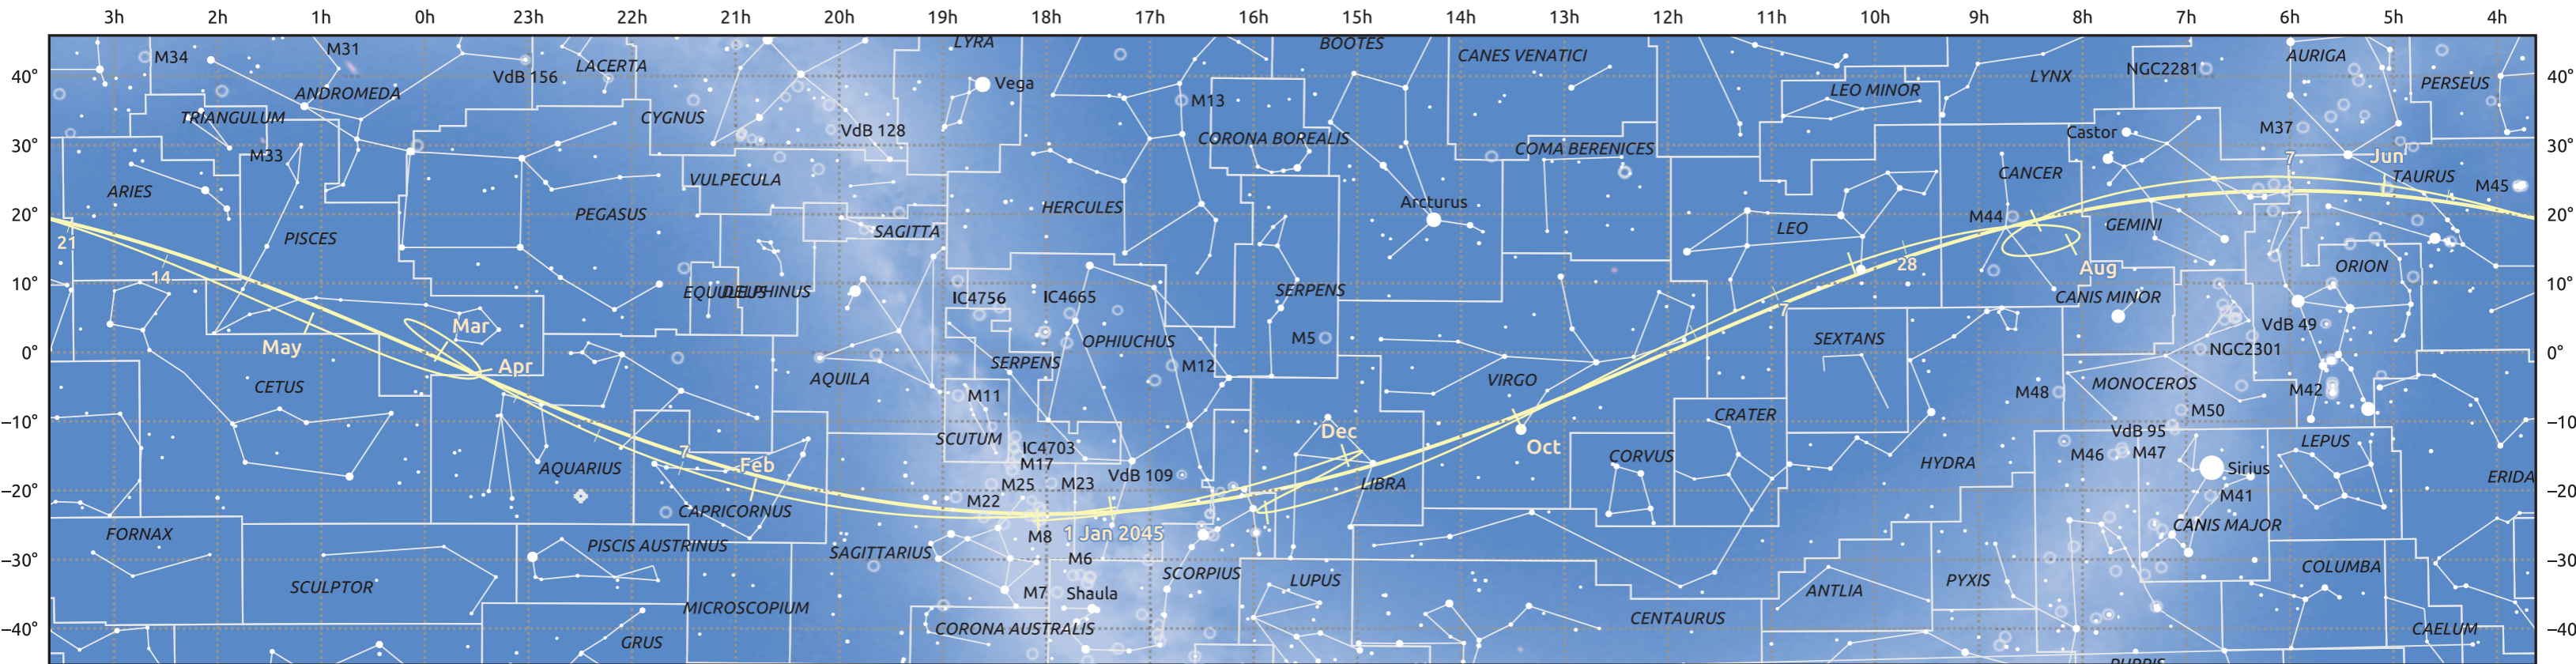 3h 2h 1h 0h 23h 22h 21h 20h 19h 18h 17h 16h 15h 14h 13h 12h 11h 10h 9h 8h 7h 6h 5h 4h
LYRA BOOTES
M34 M31 CANES VENATICI AURIGA
LACERTA
40° VdB 156 NGC2281 LYNX PERSEUS 40°
Vega
ANDROMEDA LEO MINOR
M13
TRIANGULUM CYGNUS
VdB 128 Castor M37
30° CORONA BOREALIS 30°
M33 COMA BERENICES 7 Jun
ARIES VULPECULA CANCER TAURUS M45
20° PEGASUS HERCULES Arcturus M44 20°
21 PISCES SAGITTA LEO GEMINI
14 28 Aug ORION
10° EQUULEUS DELPHINUS IC4756 IC4665 SERPENS CANIS MINOR 10°
7
Mar VdB 49
May OPHIUCHUS M5 SEXTANS NGC2301
0° 0°
Apr SERPENS M12
CETUS AQUILA VIRGO MONOCEROS
M11 M48 M42
−10° CRATER M50 −10°
SCUTUM Dec VdB 95 LEPUS
7 IC4703 Oct
Feb M17 CORVUS HYDRA M46 M47
AQUARIUS M25 M23 VdB 109 Sirius
−20° LIBRA ERIDA −20
M22 M41
CAPRICORNUS
FORNAX M8 1 Jan 2045 CANIS MAJOR
PISCIS AUSTRINUS SAGITTARIUS
−30° M6 −30
SCULPTOR SCORPIUS LUPUS PYXIS COLUMBA
M7 Shaula ANTLIA
MICROSCOPIUM CENTAURUS
−40° GRUS CORONA AUSTRALIS CAELUM −40
PUPPIS